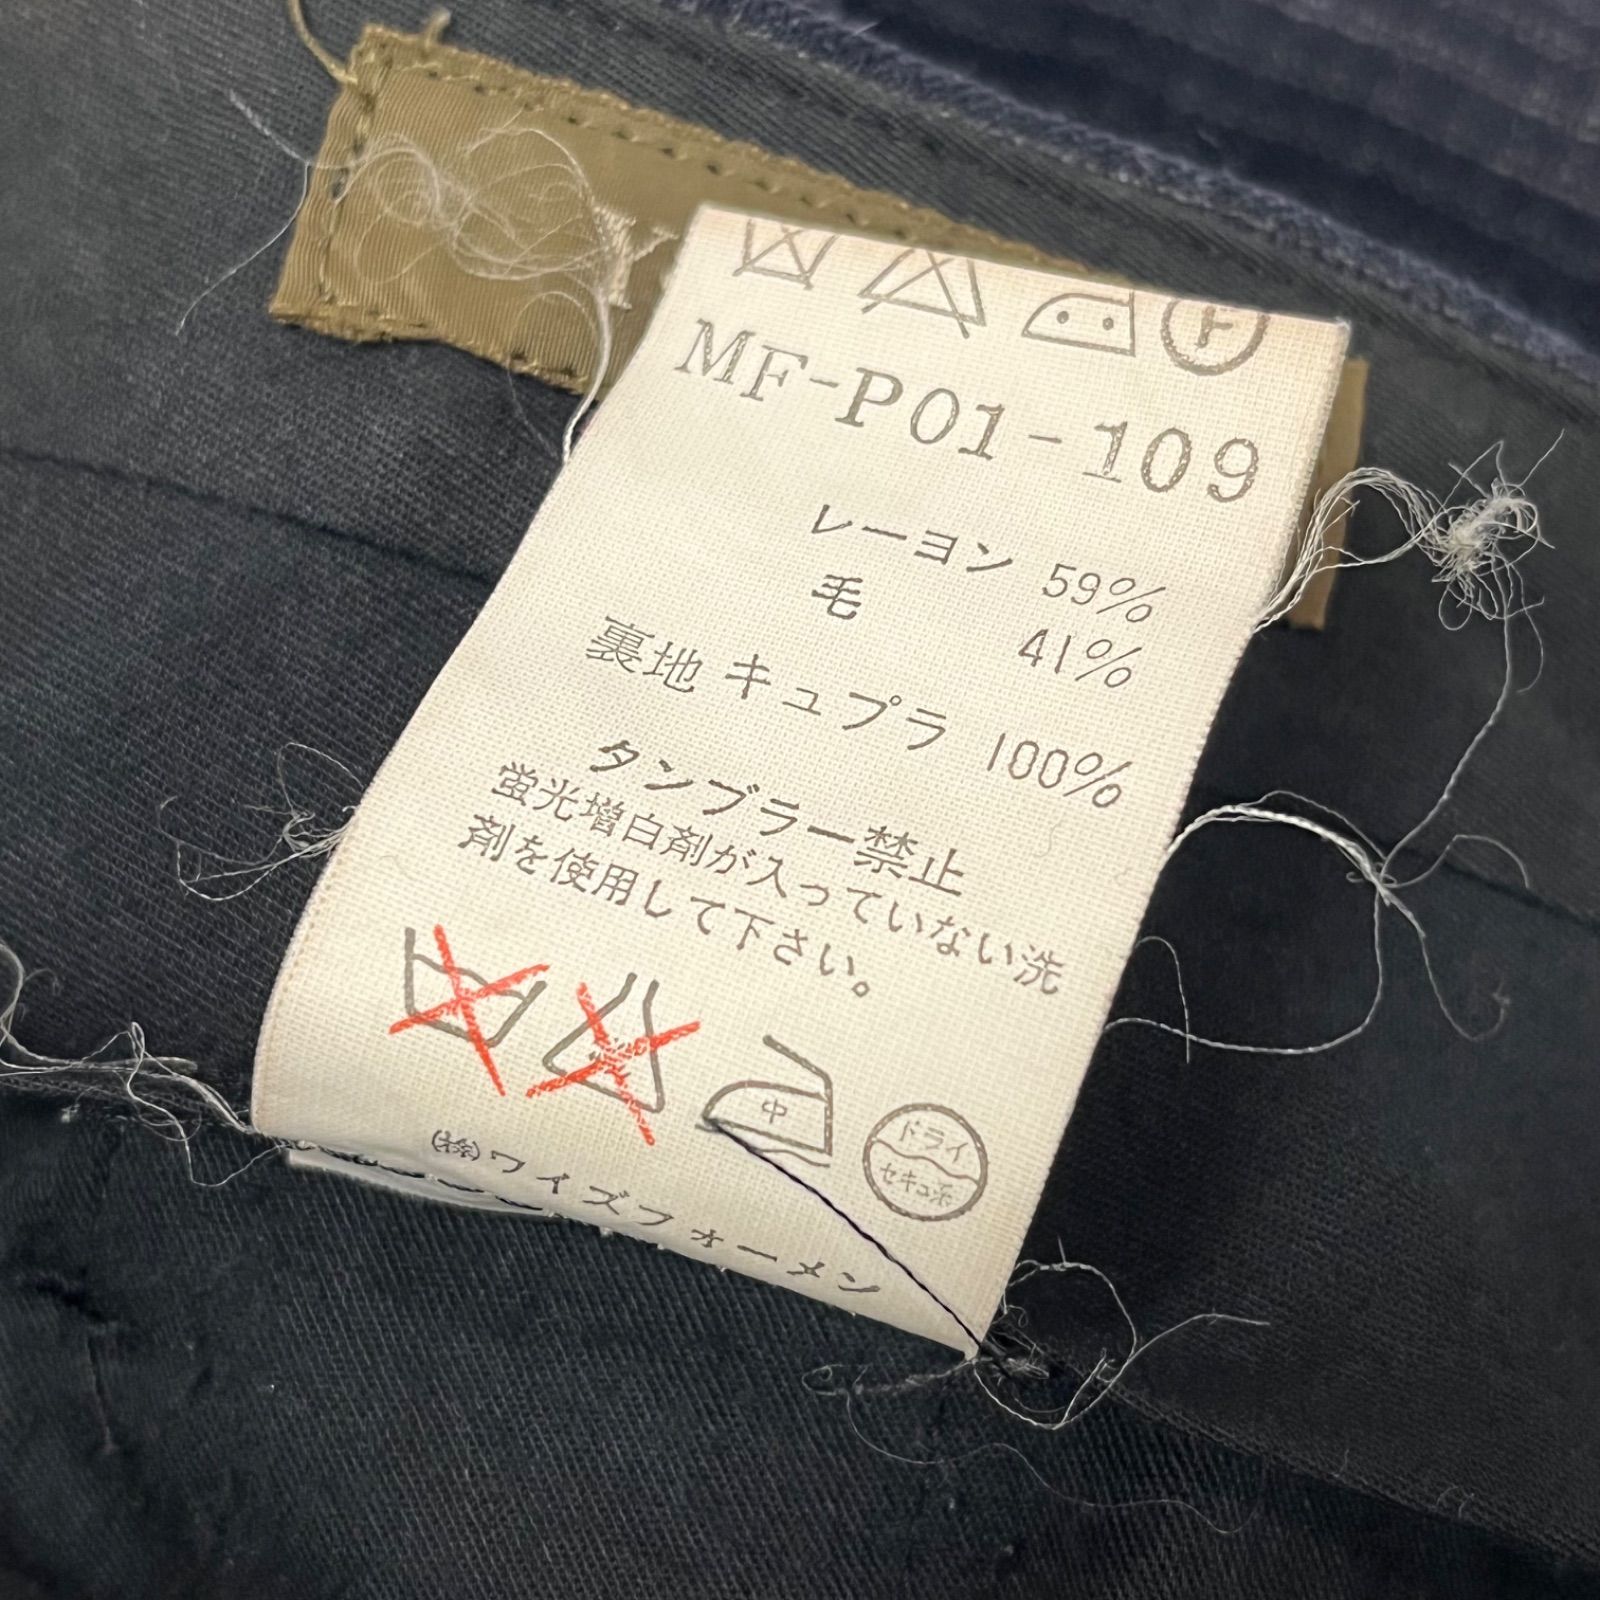 Y
F
MF-P01-109
レーヨン 59%
毛 41%
裏地 キュプラ 100%
タンブラー禁止
蛍光増白剤が入っていない洗
剤を使用して下さい。
中
ドライ
セキユ系
㈱ワイズフォーメン